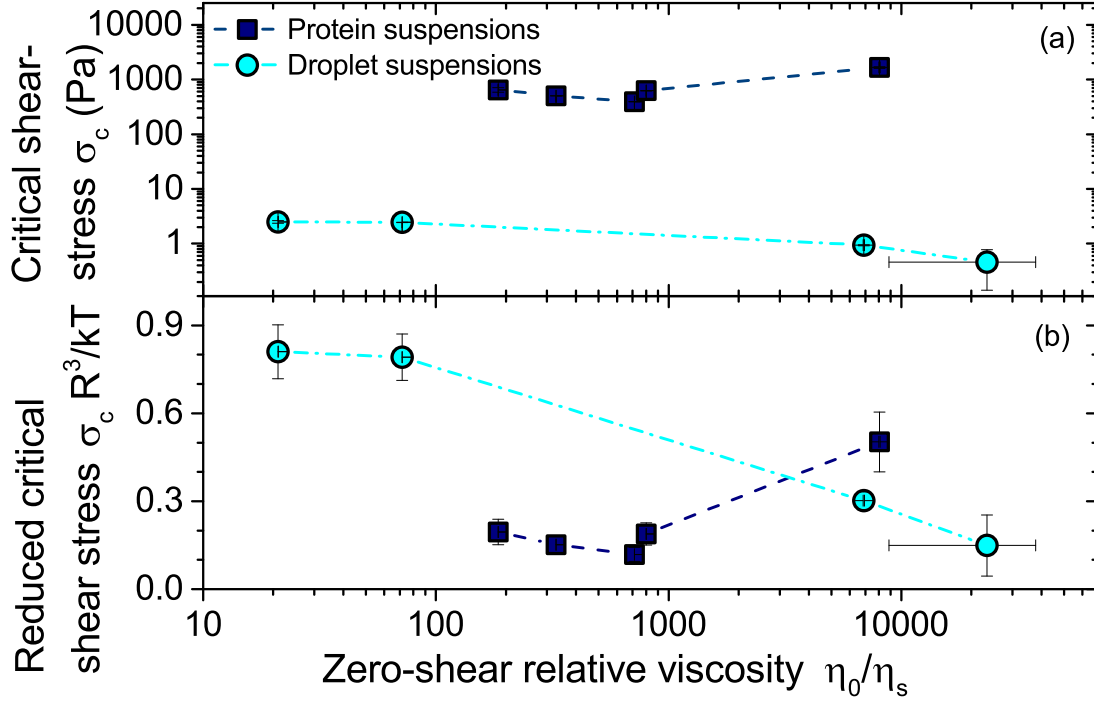 Critical shear-
stress σc (Pa)
10000
1000
100
10
1
Protein suspensions
Droplet suspensions
(a)
Reduced critical
shear stress σc R³/kT
0.9
0.6
0.3
0.0
(b)
10 100 1000 10000
Zero-shear relative viscosity η0/ηs